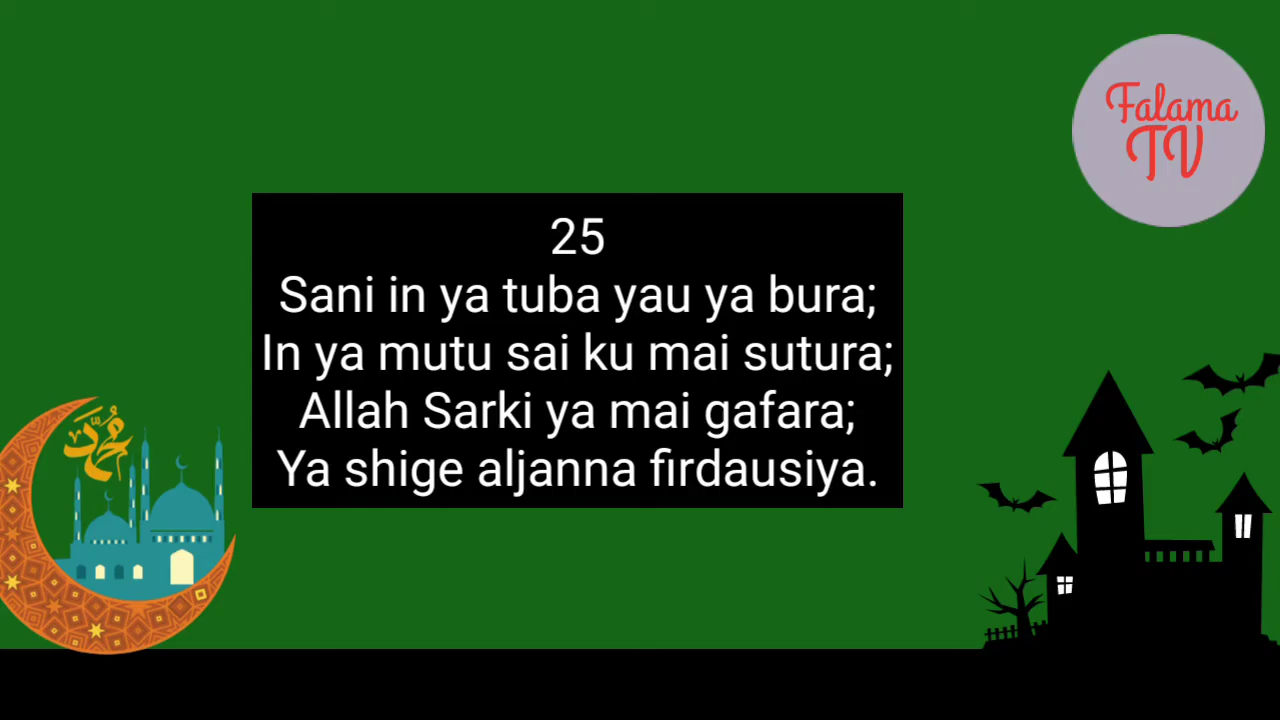 Falama
TV
25
Sani in ya tuba yau ya bura;
In ya mutu sai ku mai sutura;
Allah Sarki ya mai gafara;
Ya shige aljanna firdausiya.
محمد